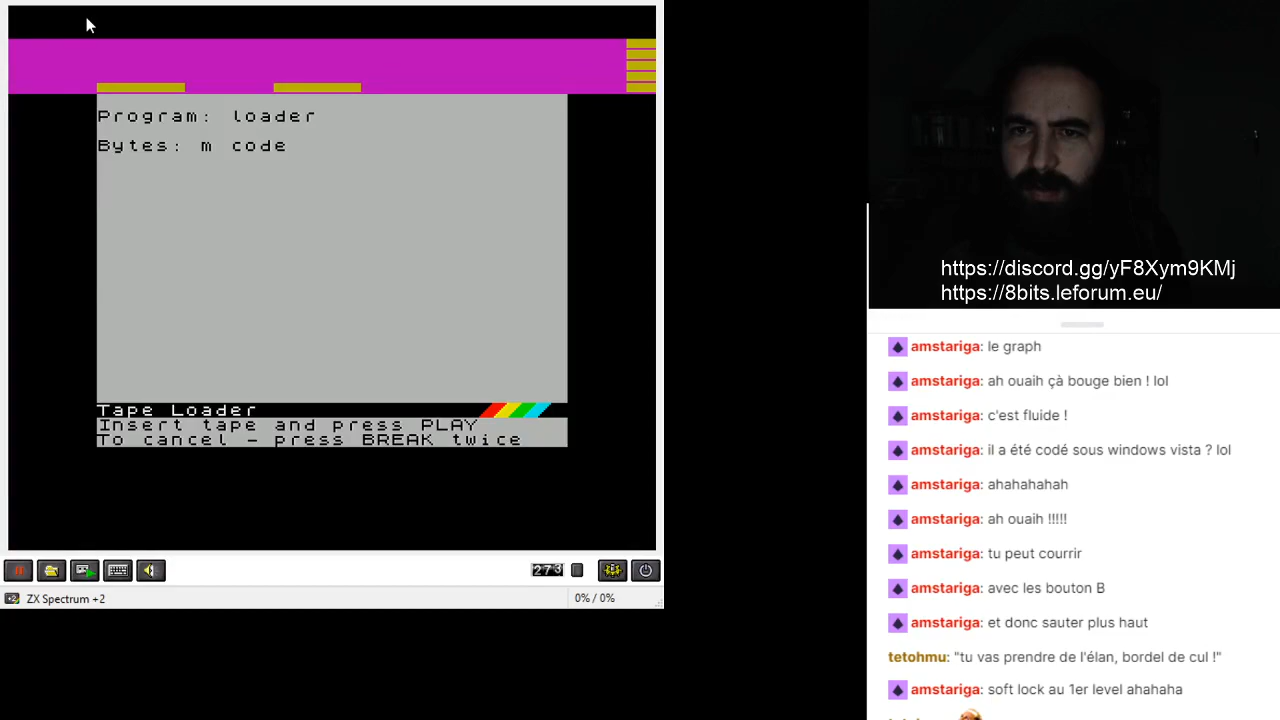 Program: loader
Bytes: m code
Tape Loader
Insert tape and press PLAY
To cancel - press BREAK twice
273
ZX Spectrum +2
0% / 0%
https://discord.gg/yF8Xym9KMj
https://8bits.leforum.eu/
amstariga: le graph
amstariga: ah ouaih çà bouge bien ! lol
amstariga: c'est fluide !
amstariga: il a été codé sous windows vista ? lol
amstariga: ahahahahah
amstariga: ah ouaih !!!!!
amstariga: tu peut courrir
amstariga: avec les bouton B
amstariga: et donc sauter plus haut
tetohmu: "tu vas prendre de l'élan, bordel de cul !"
amstariga: soft lock au 1er level ahahaha